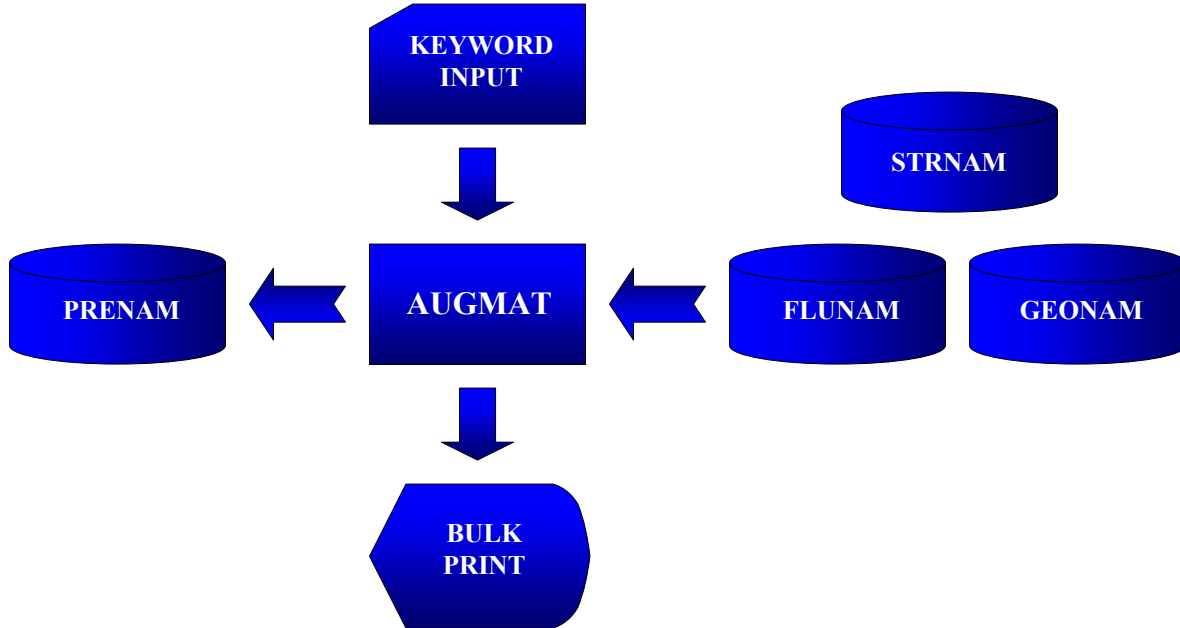 KEYWORD
INPUT
STRNAM
PRENAM
AUGMAT
FLUNAM
GEONAM
BULK
PRINT